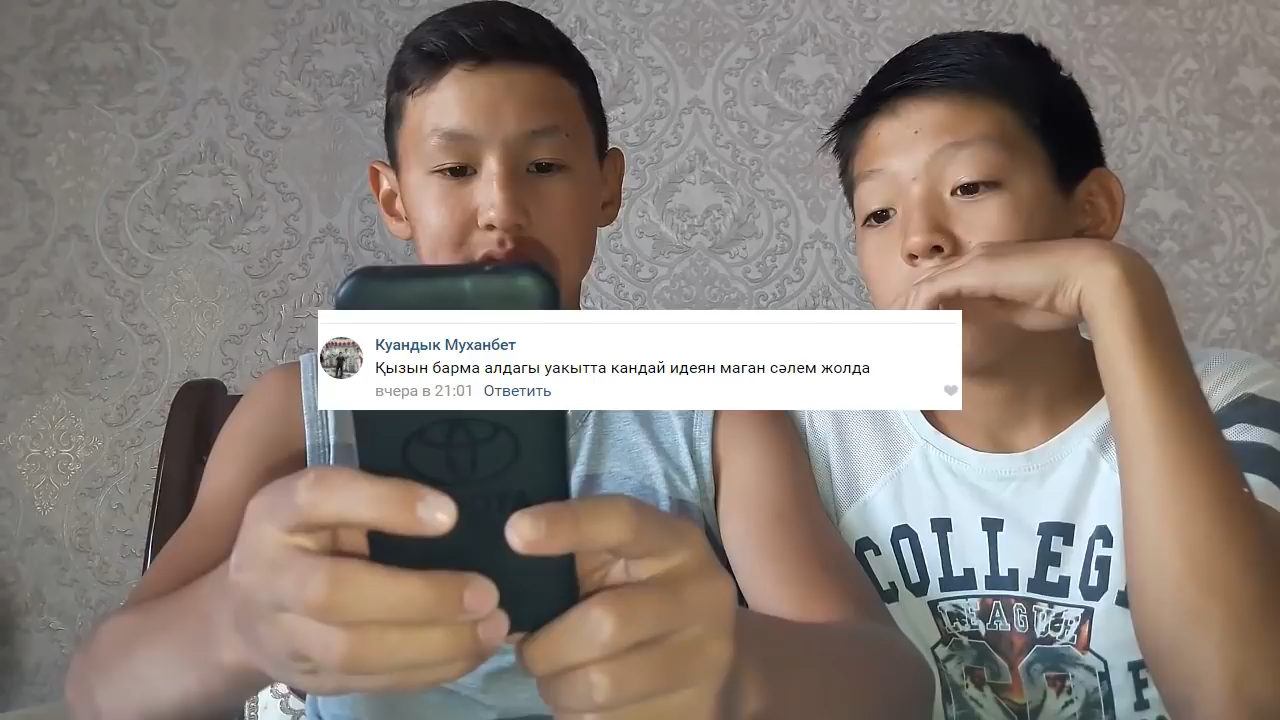 Куандык Муханбет
Қызын барма алдагы уакытта кандай идеян маган сәлем жолда
вчера в 21:01 Ответить
COLLEG
LEAGUE